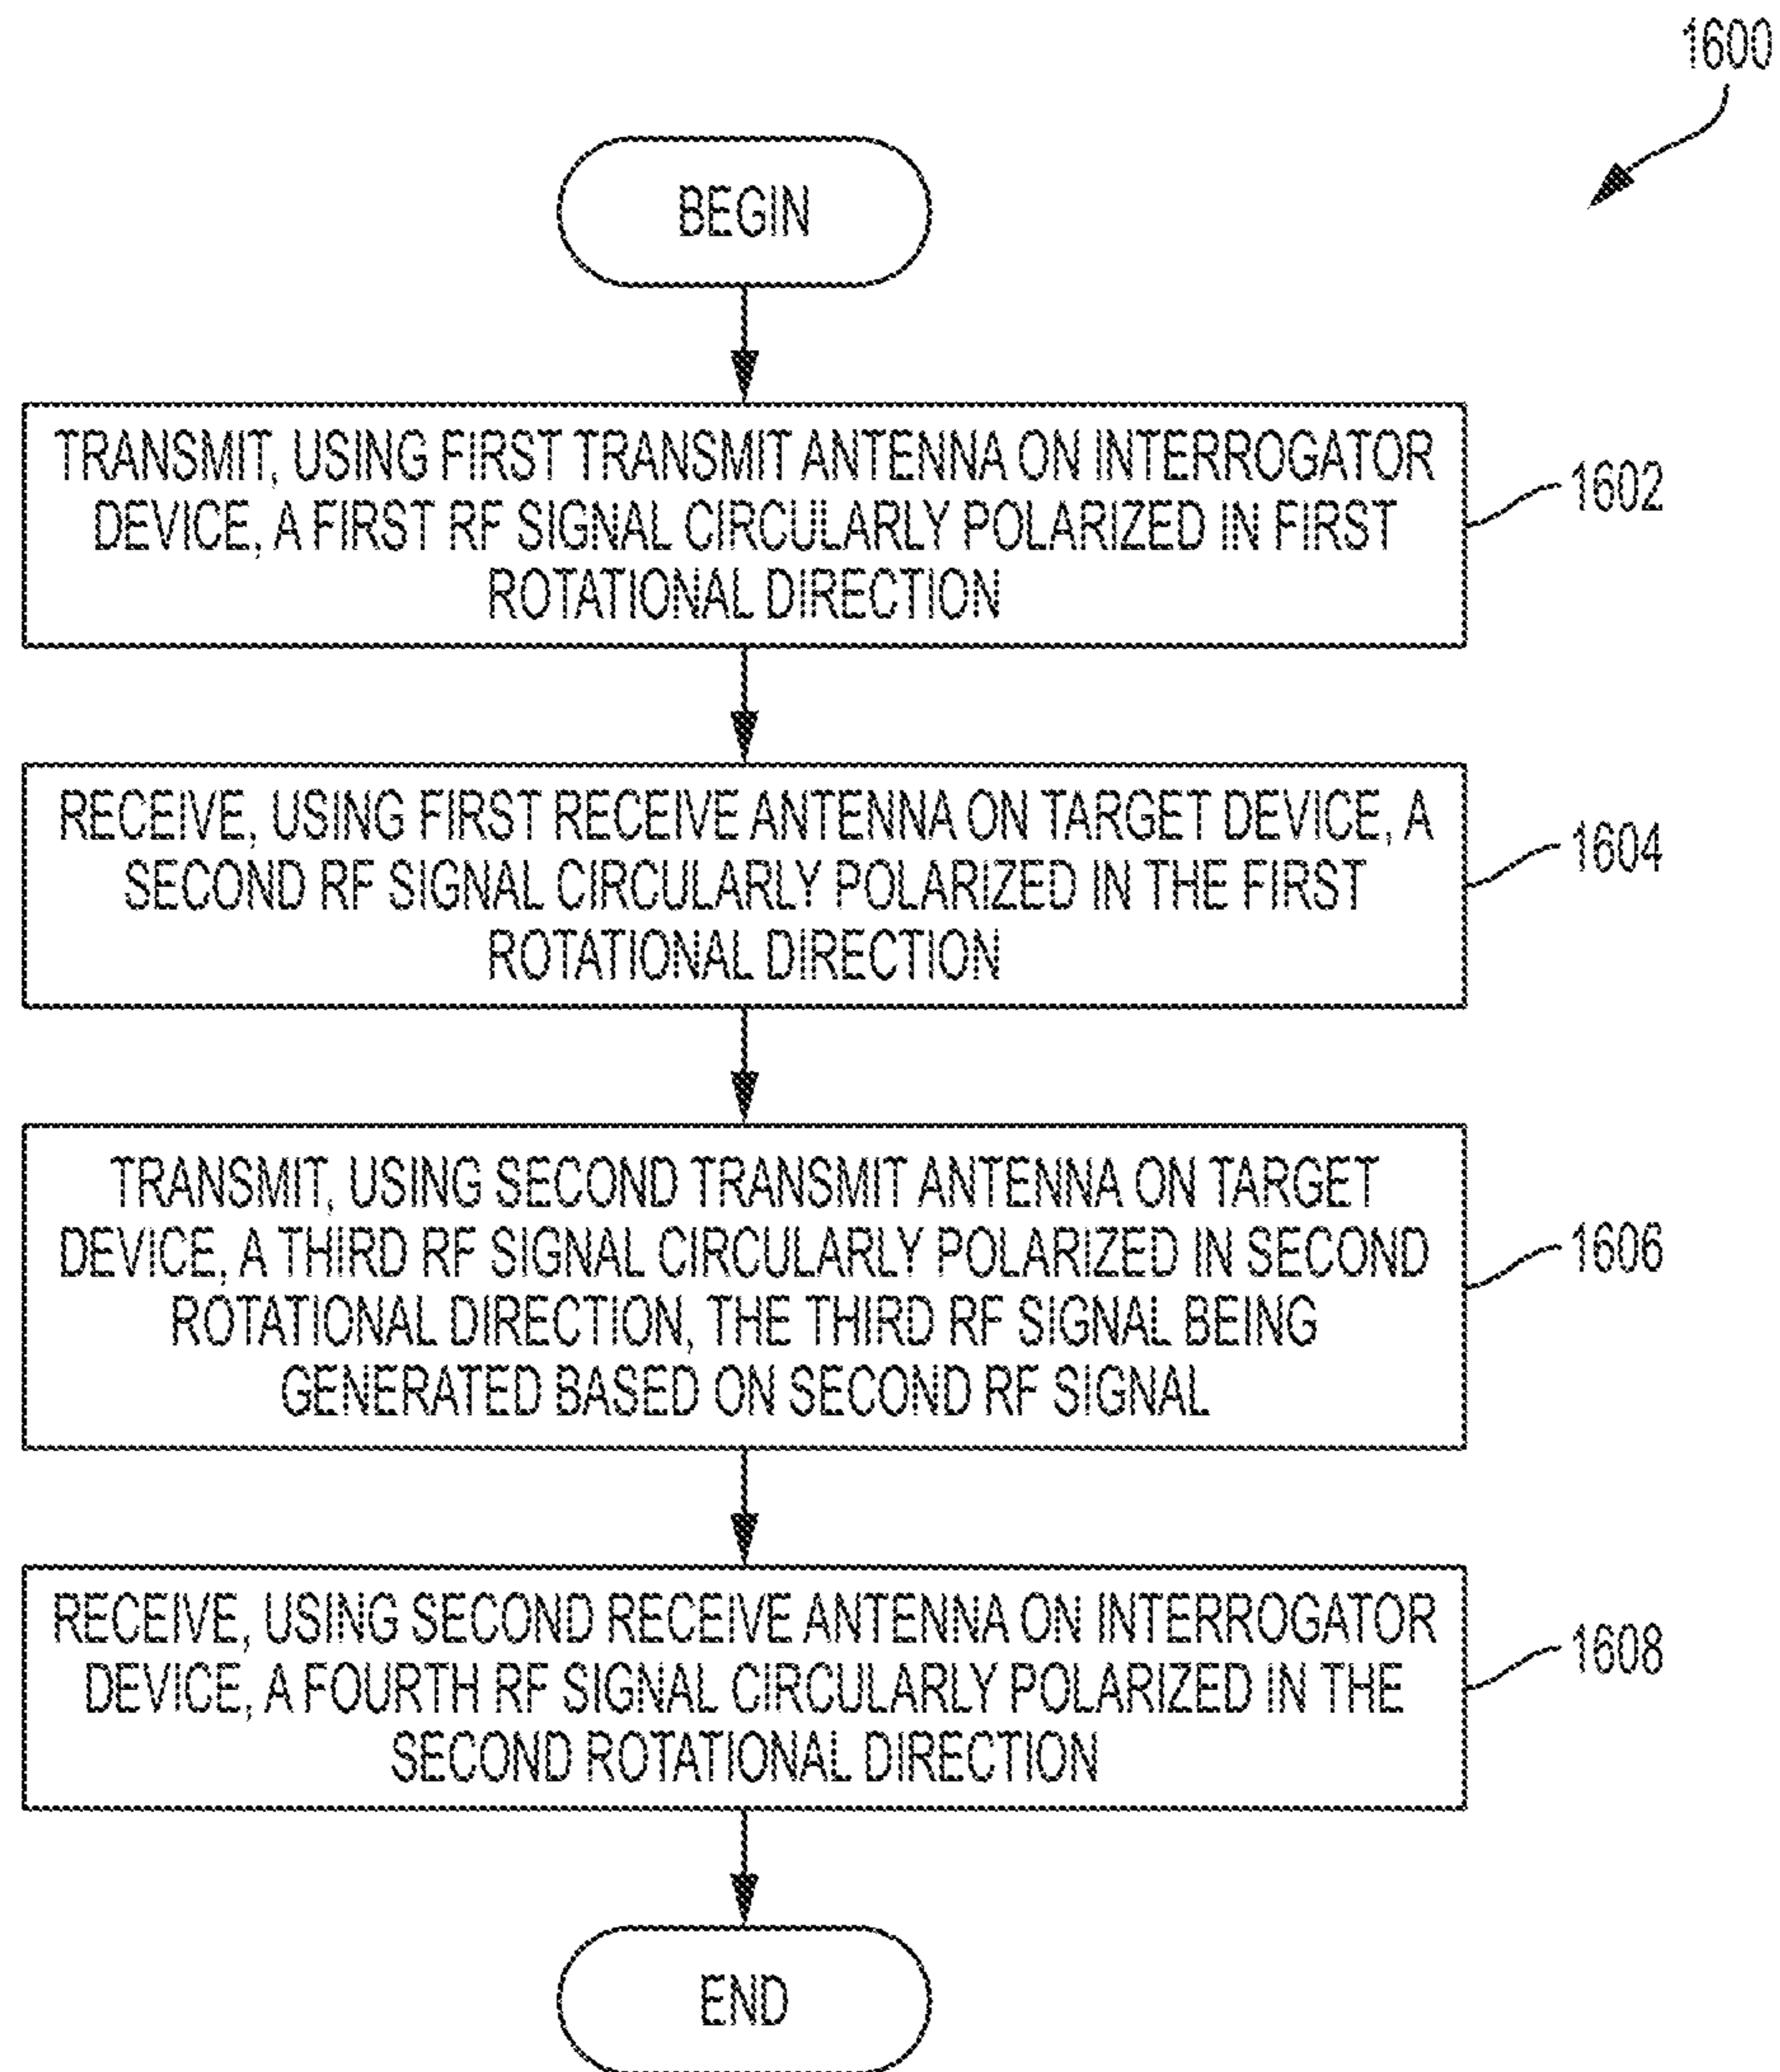 1600
BEGIN
TRANSMIT, USING FIRST TRANSMIT ANTENNA ON INTERROGATOR
DEVICE, A FIRST RF SIGNAL CIRCULARLY POLARIZED IN FIRST
ROTATIONAL DIRECTION
1602
RECEIVE, USING FIRST RECEIVE ANTENNA ON TARGET DEVICE, A
SECOND RF SIGNAL CIRCULARLY POLARIZED IN THE FIRST
ROTATIONAL DIRECTION
1604
TRANSMIT, USING SECOND TRANSMIT ANTENNA ON TARGET
DEVICE, A THIRD RF SIGNAL CIRCULARLY POLARIZED IN SECOND
ROTATIONAL DIRECTION, THE THIRD RF SIGNAL BEING
GENERATED BASED ON SECOND RF SIGNAL
1606
RECEIVE, USING SECOND RECEIVE ANTENNA ON INTERROGATOR
DEVICE, A FOURTH RF SIGNAL CIRCULARLY POLARIZED IN THE
SECOND ROTATIONAL DIRECTION
1608
END